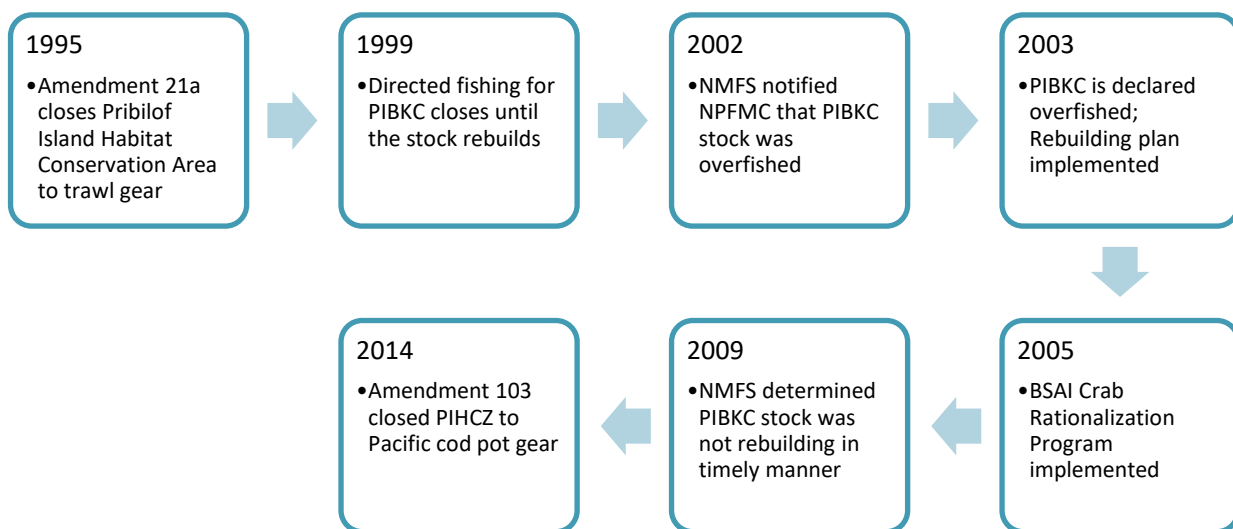 1995
•Amendment 21a
closes Pribilof
Island Habitat
Conservation Area
to trawl gear
1999
•Directed fishing for
PIBKC closes until
the stock rebuilds
2002
•NMFS notified
NPFMC that PIBKC
stock was
overfished
2003
•PIBKC is declared
overfished;
Rebuilding plan
implemented
2005
•BSAI Crab
Rationalization
Program
implemented
2009
•NMFS determined
PIBKC stock was
not rebuilding in
timely manner
2014
•Amendment 103
closed PIHCZ to
Pacific cod pot gear